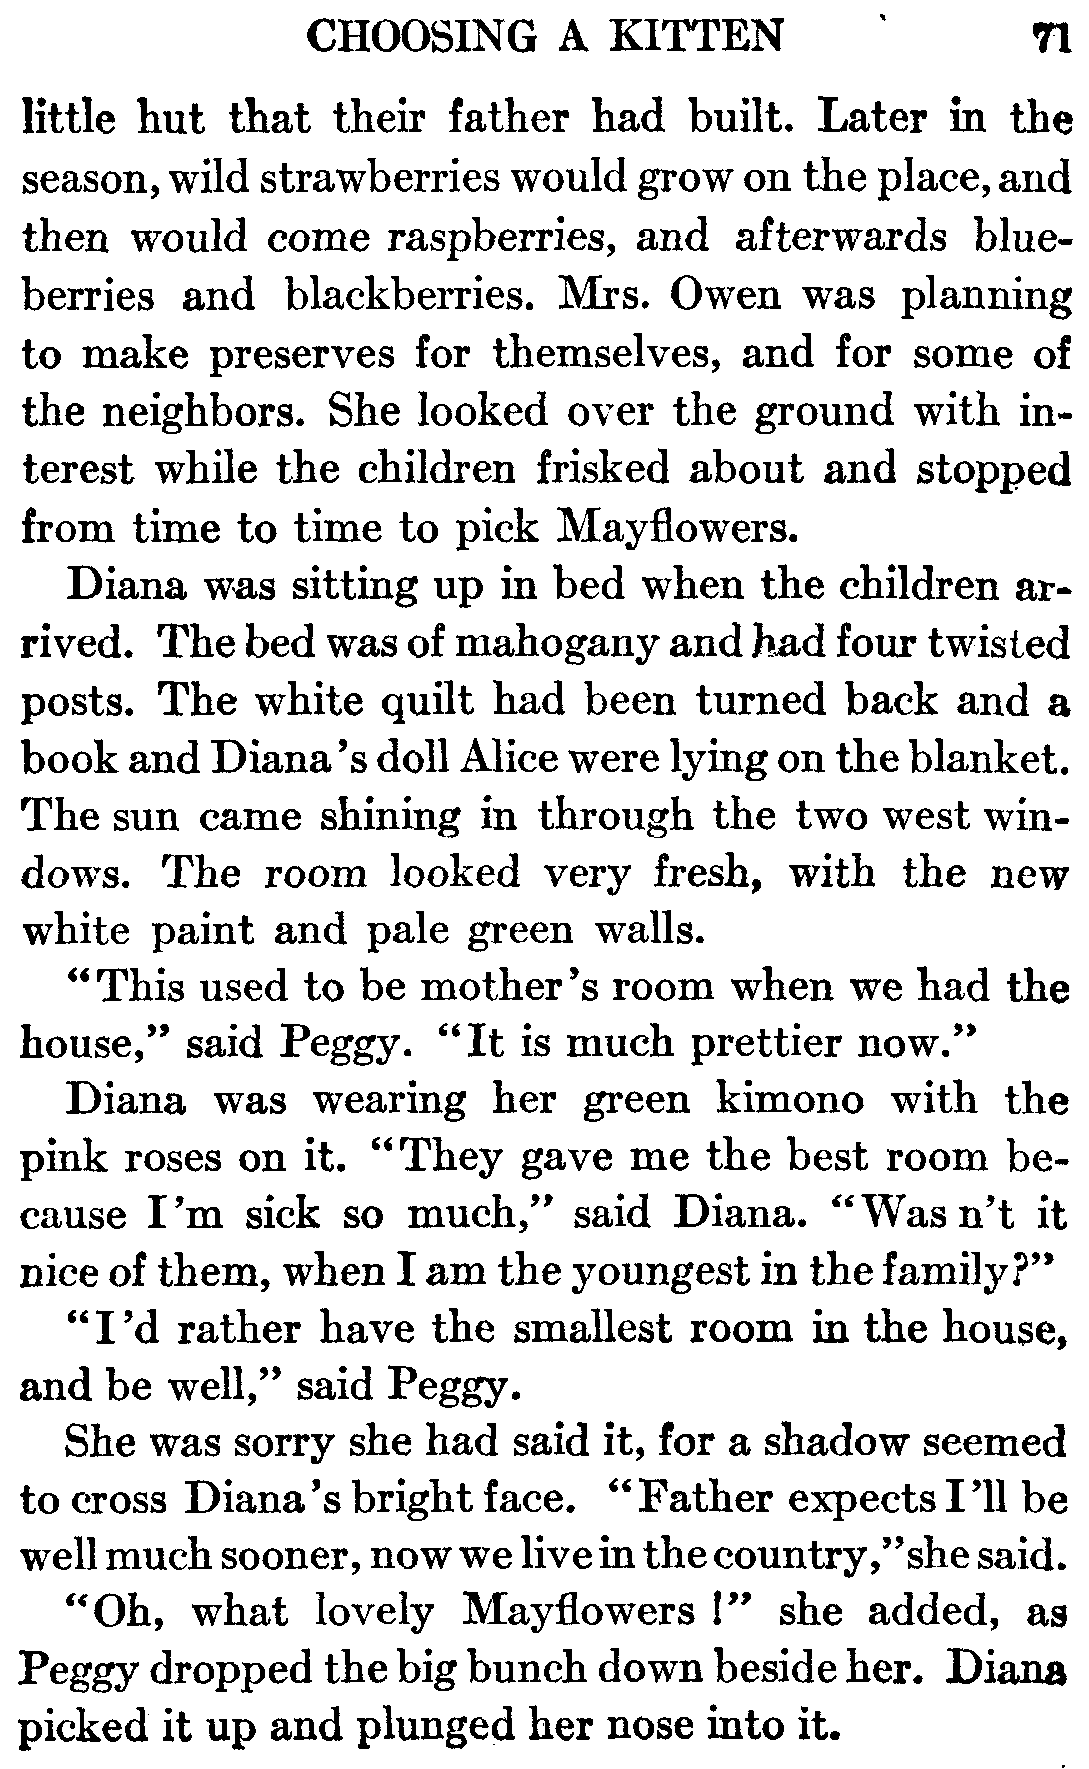 CHOOSING A KITTEN 71
little hut that their father had built. Later in the
season, wild strawberries would grow on the place, and
then would come raspberries, and afterwards blue-
berries and blackberries. Mrs. Owen was planning
to make preserves for themselves, and for some of
the neighbors. She looked over the ground with in-
terest while the children frisked about and stopped
from time to time to pick Mayflowers.
Diana was sitting up in bed when the children ar-
rived. The bed was of mahogany and had four twisted
posts. The white quilt had been turned back and a
book and Diana's doll Alice were lying on the blanket.
The sun came shining in through the two west win-
dows. The room looked very fresh, with the new
white paint and pale green walls.
"This used to be mother's room when we had the
house," said Peggy. "It is much prettier now."
Diana was wearing her green kimono with the
pink roses on it. "They gave me the best room be-
cause I'm sick so much," said Diana. "Was n't it
nice of them, when I am the youngest in the family?"
"I'd rather have the smallest room in the house,
and be well," said Peggy.
She was sorry she had said it, for a shadow seemed
to cross Diana's bright face. "Father expects I'll be
well much sooner, now we live in the country," she said.
"Oh, what lovely Mayflowers!" she added, as
Peggy dropped the big bunch down beside her. Diana
picked it up and plunged her nose into it.